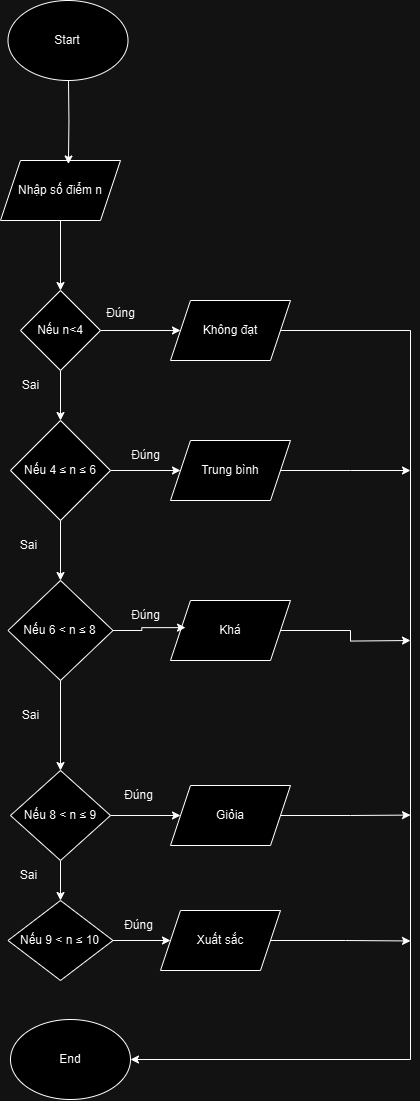 Start
Nhập số điểm n
Nếu n<4
Đúng
Không đạt
Sai
Nếu 4 ≤ n ≤ 6
Đúng
Trung bình
Sai
Nếu 6 < n ≤ 8
Đúng
Khá
Sai
Nếu 8 < n ≤ 9
Đúng
Giỏia
Sai
Nếu 9 < n ≤ 10
Đúng
Xuất sắc
End